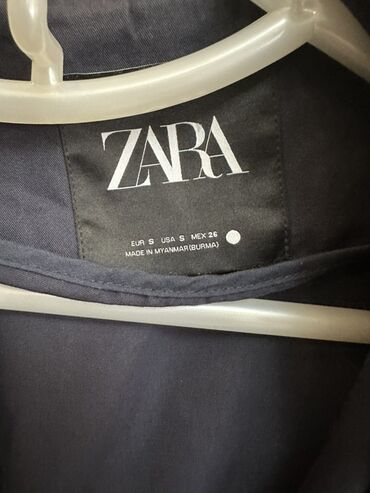 ZARA
EUR S USA S MEX 26
MADE IN MYANMAR (BURMA)